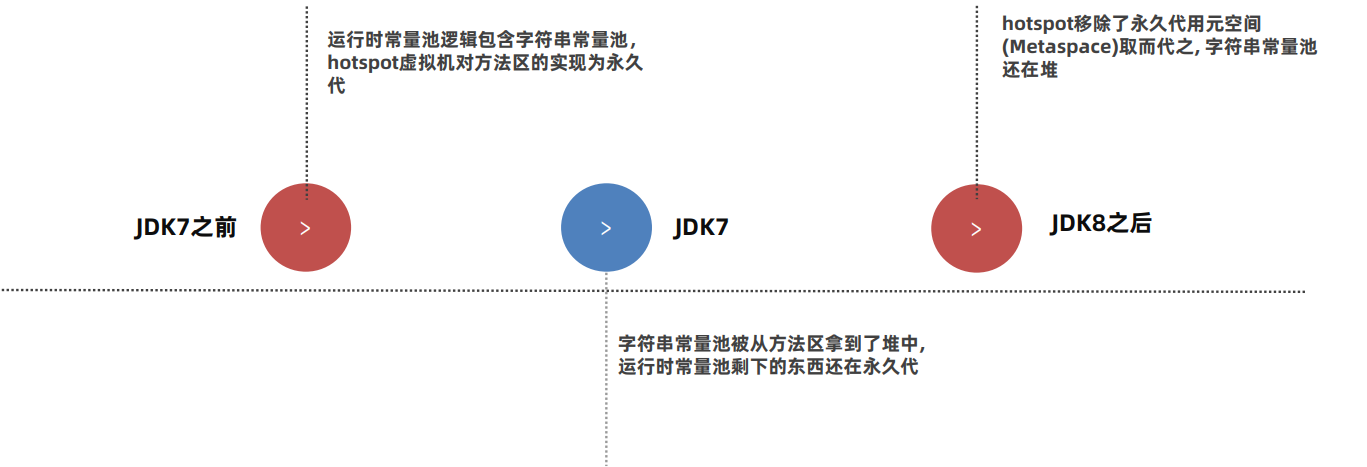 运行时常量池逻辑包含字符串常量池，
hotspot虚拟机对方法区的实现为永久
代
hotspot移除了永久代用元空间
(Metaspace)取而代之, 字符串常量池
还在堆
JDK7之前
>
>
JDK7
>
JDK8之后
字符串常量池被从方法区拿到了堆中,
运行时常量池剩下的东西还在永久代